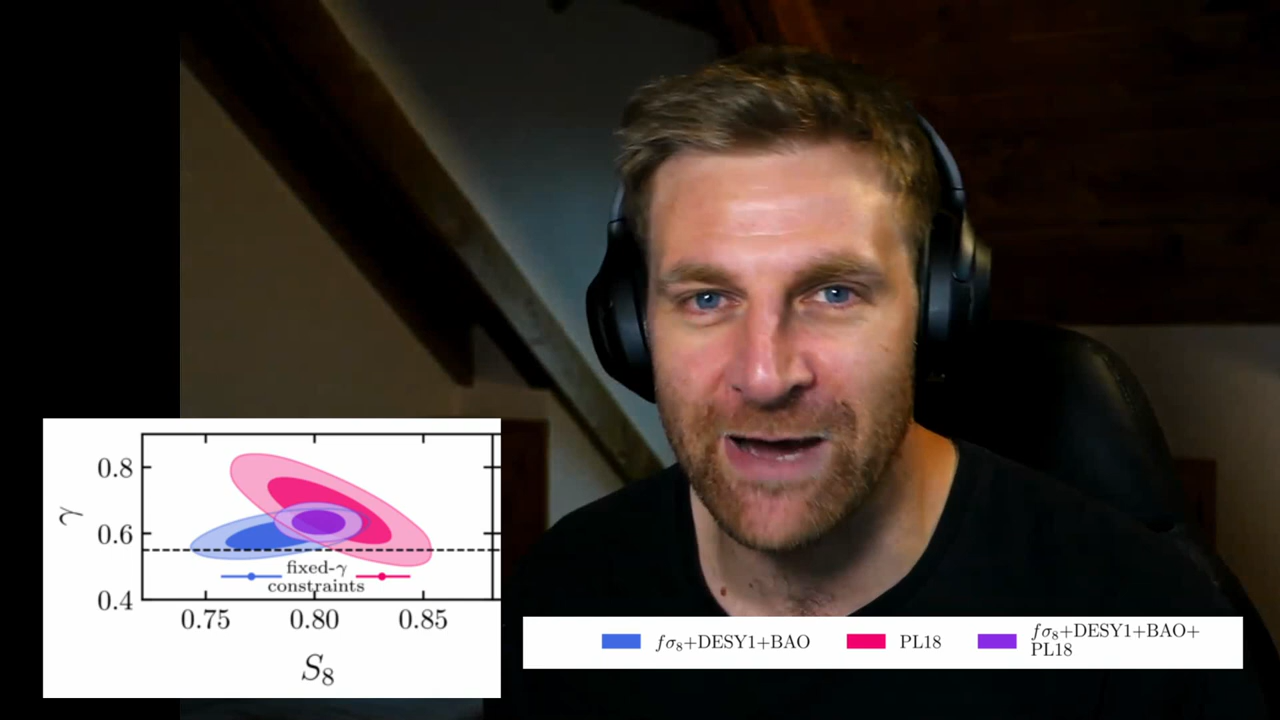 0.8
γ
0.6
fixed-γ
constraints
0.4
0.75 0.80 0.85
S₈
fσ₈+DESY1+BAO
PL18
fσ₈+DESY1+BAO+
PL18